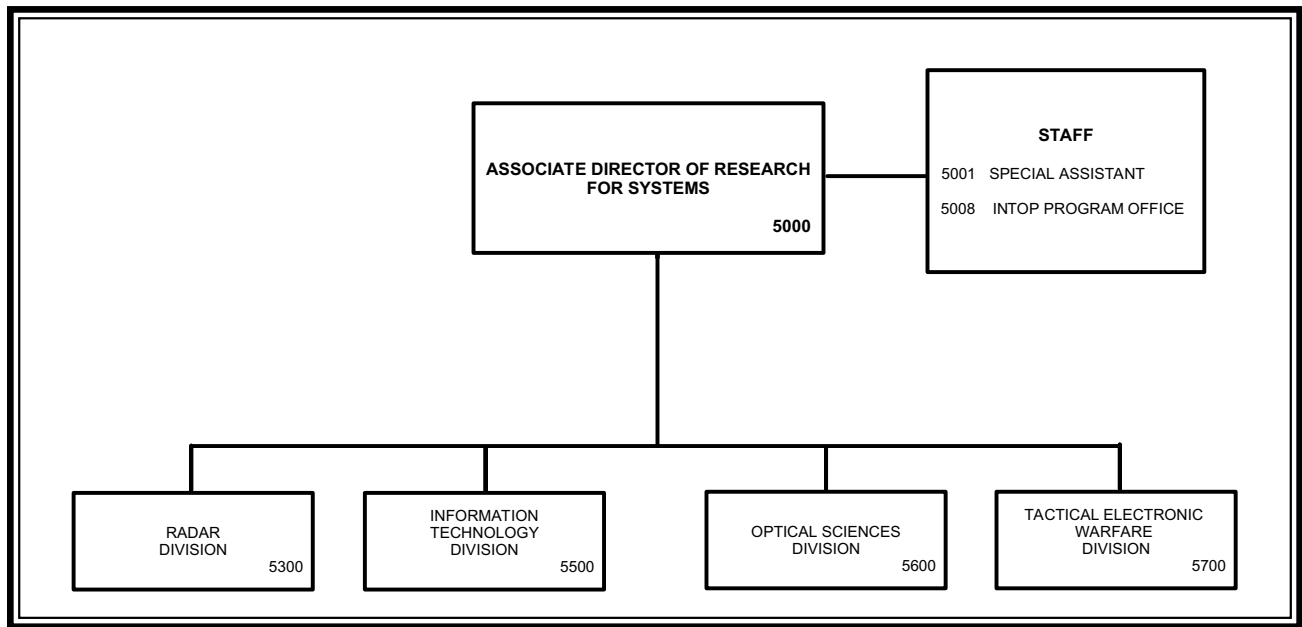 ASSOCIATE DIRECTOR OF RESEARCH
FOR SYSTEMS
5000
STAFF
5001 SPECIAL ASSISTANT
5008 INTOP PROGRAM OFFICE
RADAR
DIVISION
5300
INFORMATION
TECHNOLOGY
DIVISION
5500
OPTICAL SCIENCES
DIVISION
5600
TACTICAL ELECTRONIC
WARFARE
DIVISION
5700